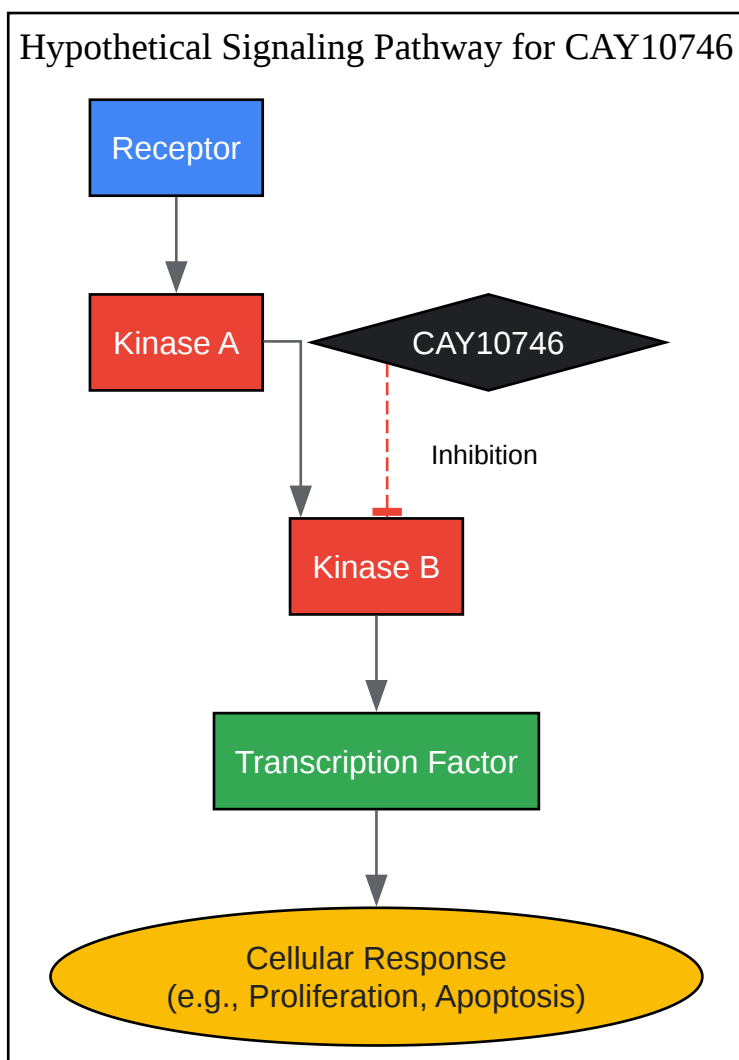 Hypothetical Signaling Pathway for CAY10746
Receptor
Kinase A
CAY10746
Inhibition
Kinase B
Transcription Factor
Cellular Response
(e.g., Proliferation, Apoptosis)